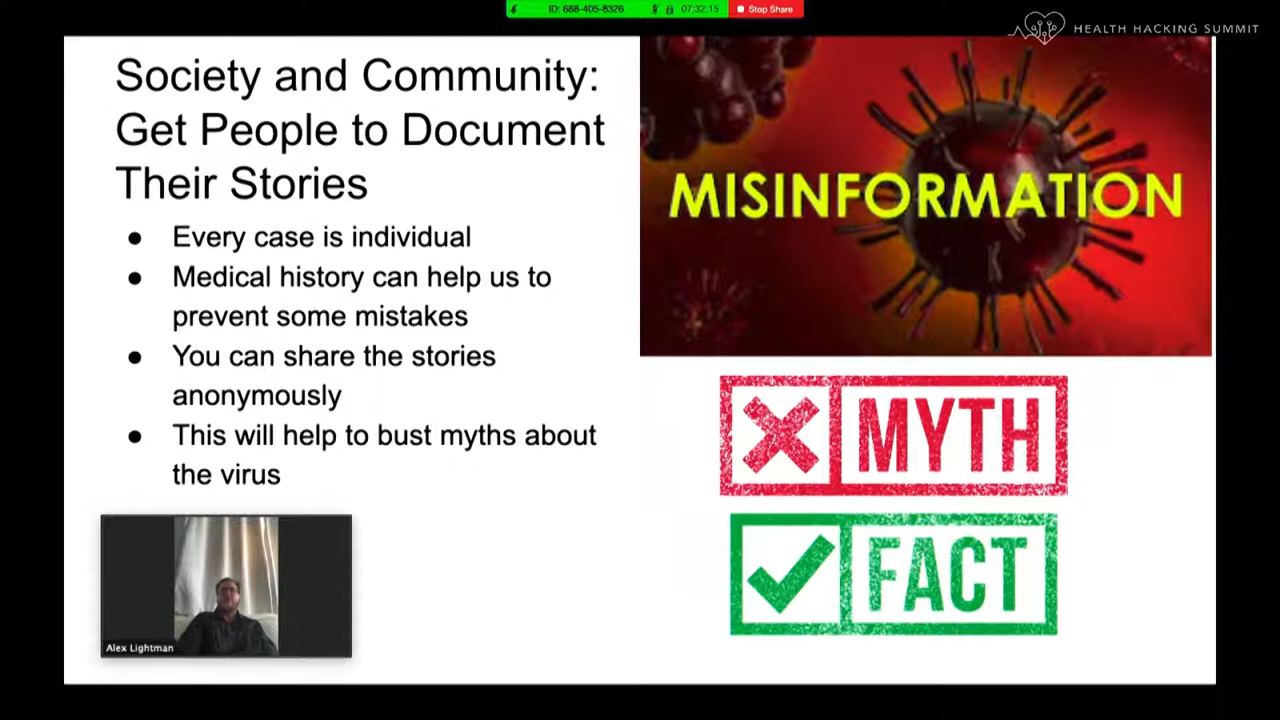 ID: 688-405-8326
07:32:15
Stop Share
HEALTH HACKING SUMMIT
Society and Community:
Get People to Document
Their Stories
● Every case is individual
● Medical history can help us to
prevent some mistakes
● You can share the stories
anonymously
● This will help to bust myths about
the virus
MISINFORMATION
MYTH
FACT
Alex Lightman